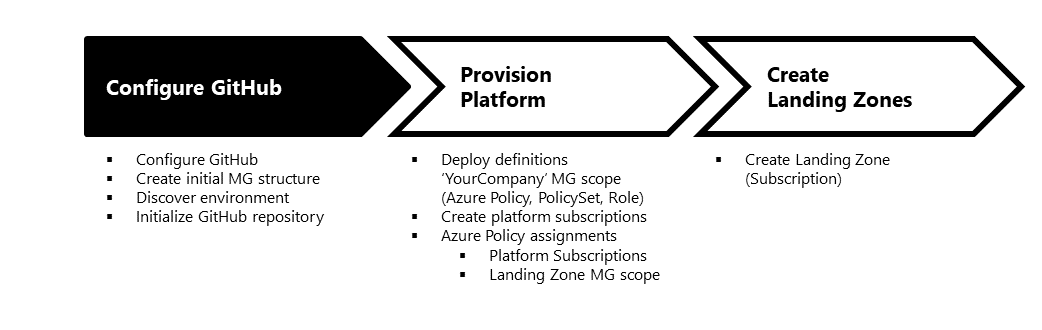 Configure GitHub
Provision
Platform
Create
Landing Zones
▪ Configure GitHub
▪ Create initial MG structure
▪ Discover environment
▪ Initialize GitHub repository
▪ Deploy definitions
‘YourCompany’ MG scope
(Azure Policy, PolicySet, Role)
▪ Create platform subscriptions
▪ Azure Policy assignments
▪ Platform Subscriptions
▪ Landing Zone MG scope
▪ Create Landing Zone
(Subscription)